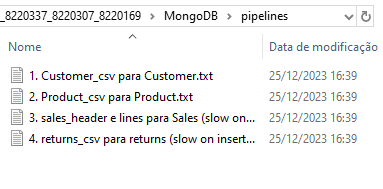 _8220337_8220307_8220169 > MongoDB > pipelines
Nome Data de modificação
1. Customer_csv para Customer.txt 25/12/2023 16:39
2. Product_csv para Product.txt 25/12/2023 16:39
3. sales_header e lines para Sales (slow on... 25/12/2023 16:39
4. returns_csv para returns (slow on insert... 25/12/2023 16:39